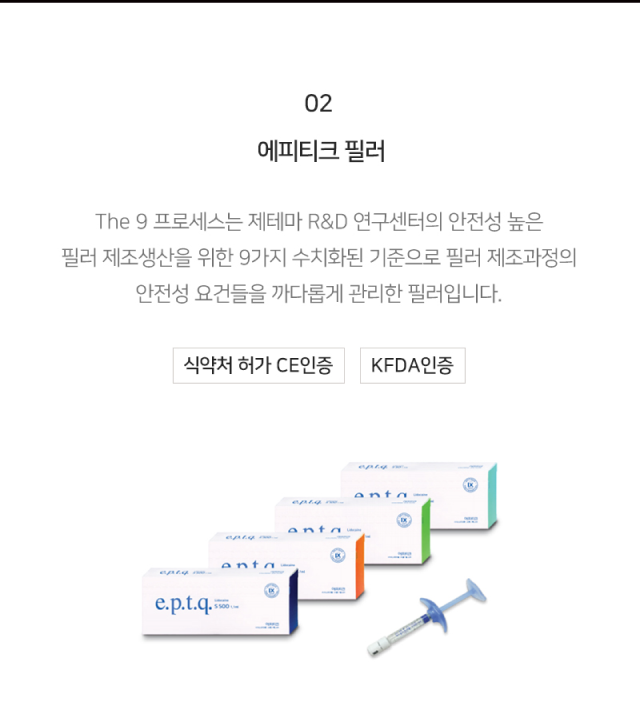 02
에피티크 필러
The 9 프로세스는 제테마 R&D 연구센터의 안전성 높은
필러 제조생산을 위한 9가지 수치화된 기준으로 필러 제조과정의
안전성 요건들을 까다롭게 관리한 필러입니다.
식약처 허가 CE인증
KFDA인증
e.p.t.q.
e.p.t.q.
e.p.t.q.
e.p.t.q.
S 500
IX